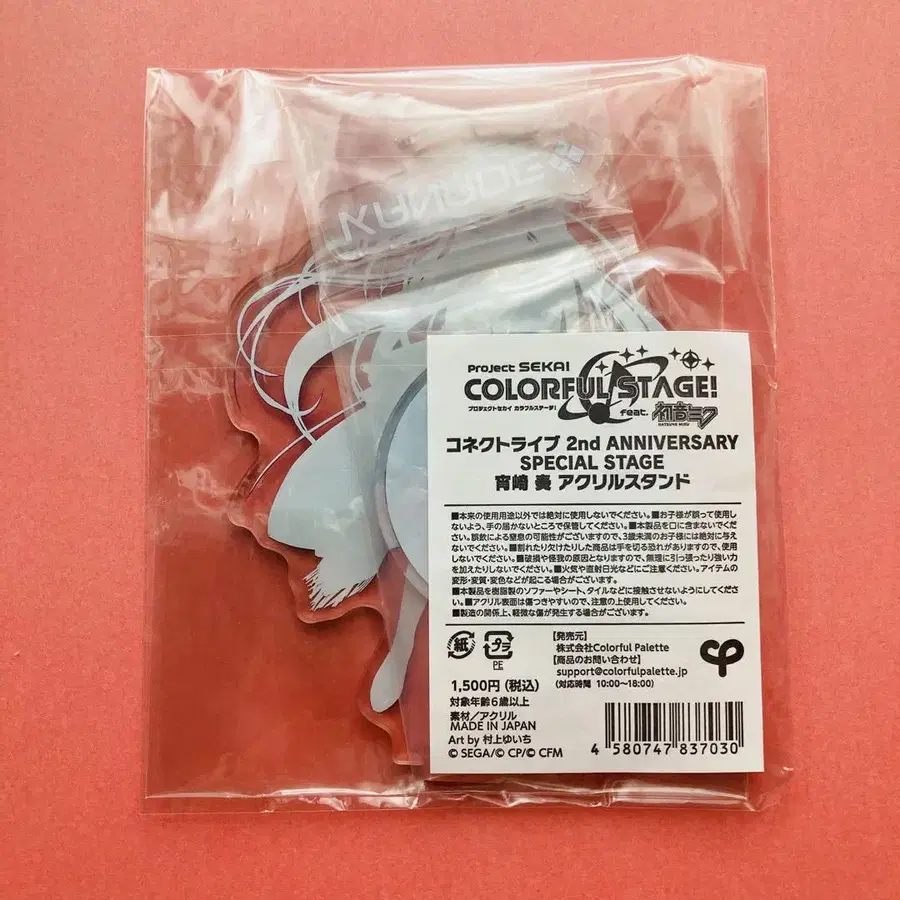 KANADE
Project SEKAI
COLORFUL STAGE!
プロジェクトセカイ カラフルステージ!
feat. 初音ミク
HATSUNE MIKU
コネクトライブ 2nd ANNIVERSARY
SPECIAL STAGE
宵崎 奏 アクリルスタンド
■本来の使用用途以外では絶対に使用しないでください。■お子様が誤って使用し
ないよう、手の届かないところで保管してください。■本製品を口に含まないでくだ
さい。誤飲による窒息の可能性がございますので、3歳未満のお子様には絶対に与え
ないでください。■割れたり欠けたりした商品は手を切る恐れがありますので、使用
しないでください。■破損や怪我の原因となりますので、無理に引っ張ったり強い力
を加えたりしないでください。■火気や直射日光などにご注意ください。アイテムの
変形・変質・変色などが起こる場合がございます。
■本製品を樹脂製のソファーやシート、タイルなどに接触させないようにしてくださ
い。■アクリル表面は傷つきやすいので、注意の上使用してください。
■製造の関係上、軽微な傷が発生する場合がございます。
紙
プラ
PE
【発売元】
株式会社Colorful Palette
【商品のお問い合わせ】
support@colorfulpalette.jp
(対応時間 10:00～18:00)
1,500円(税込)
対象年齢6歳以上
素材/アクリル
MADE IN JAPAN
Art by 村上ゆいち
© SEGA/© CP/© CFM
4 580747 837030